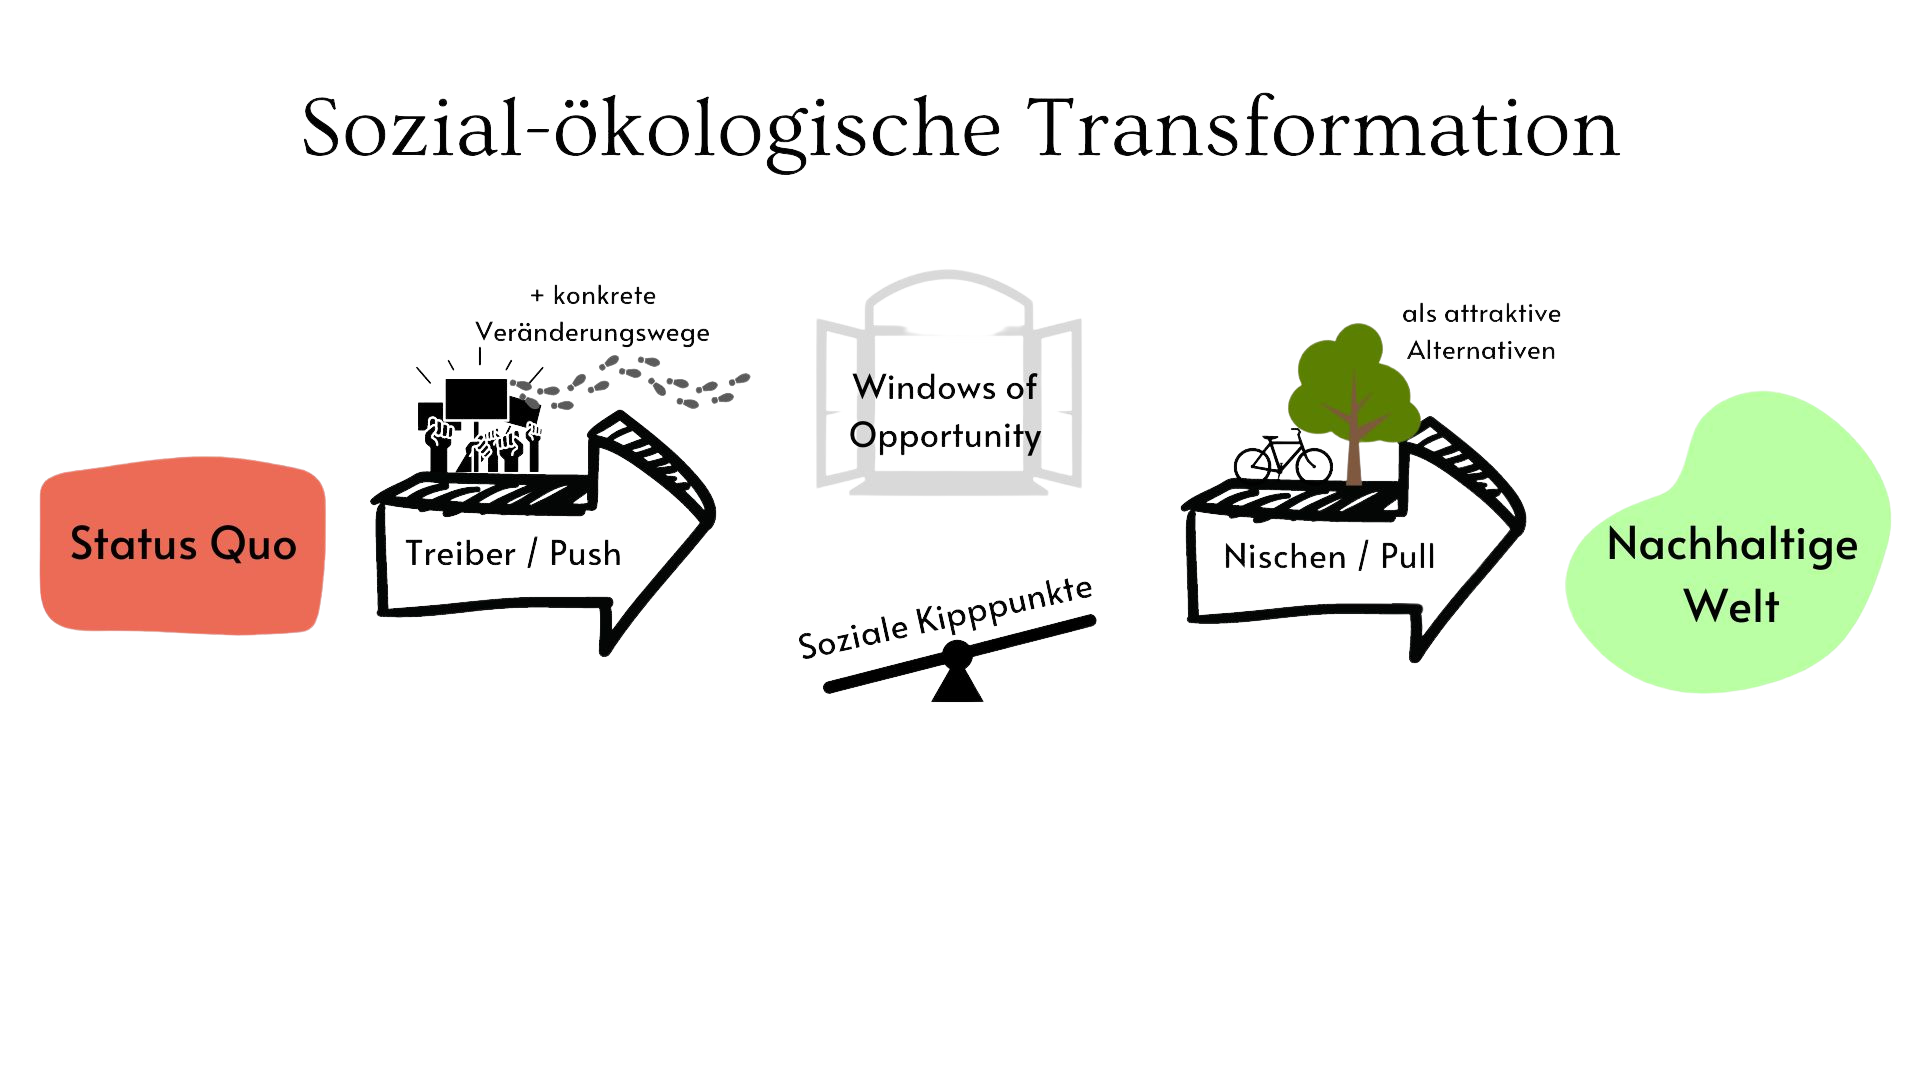 Sozial-ökologische Transformation
+ konkrete
Veränderungswege
Windows of
Opportunity
als attraktive
Alternativen
Status Quo
Treiber / Push
Soziale Kipppunkte
Nischen / Pull
Nachhaltige
Welt